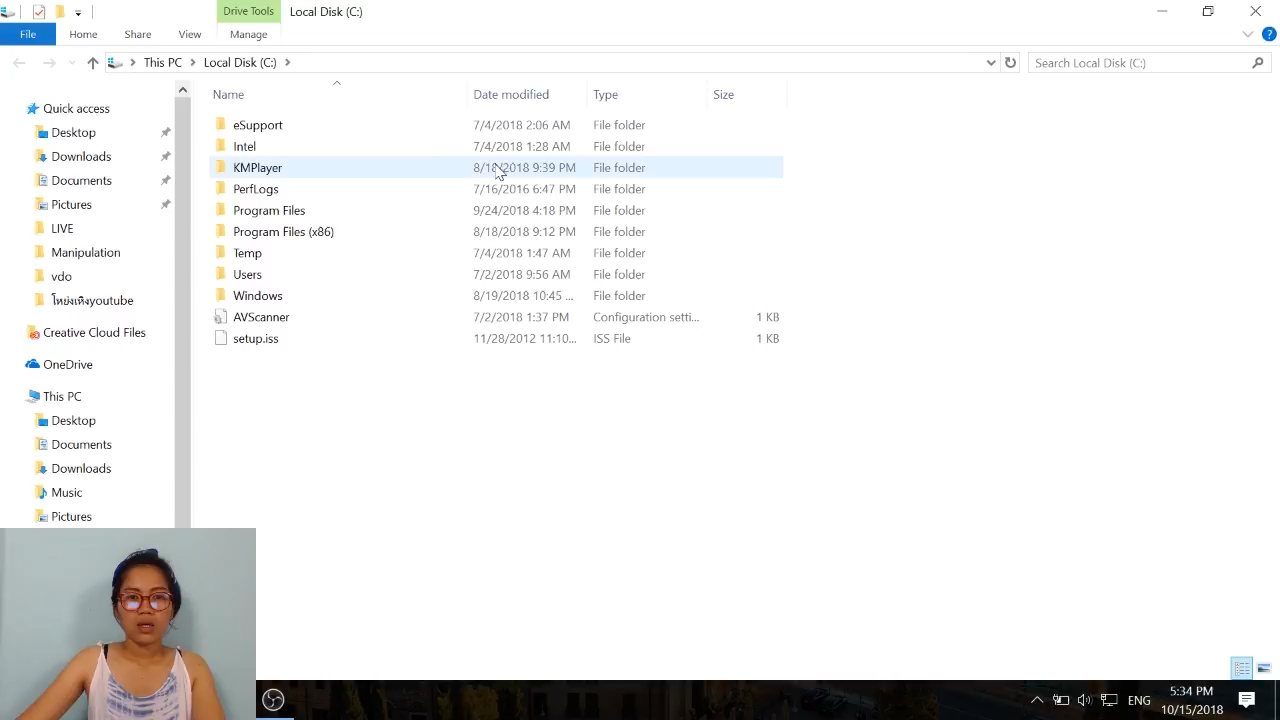 Drive Tools Local Disk (C:)
File Home Share View Manage
This PC Local Disk (C:) Search Local Disk (C:)
Name Date modified Type Size
Quick access
Desktop
Downloads
Documents
Pictures
LIVE
Manipulation
vdo
โหย่งเหิงyoutube
Creative Cloud Files
OneDrive
This PC
Desktop
Documents
Downloads
Music
Pictures
eSupport 7/4/2018 2:06 AM File folder
Intel 7/4/2018 1:28 AM File folder
KMPlayer 8/18/2018 9:39 PM File folder
PerfLogs 7/16/2016 6:47 PM File folder
Program Files 9/24/2018 4:18 PM File folder
Program Files (x86) 8/18/2018 9:12 PM File folder
Temp 7/4/2018 1:47 AM File folder
Users 7/2/2018 9:56 AM File folder
Windows 8/19/2018 10:45 ... File folder
AVScanner 7/2/2018 1:37 PM Configuration setti... 1 KB
setup.iss 11/28/2012 11:10... ISS File 1 KB
ENG
5:34 PM
10/15/2018